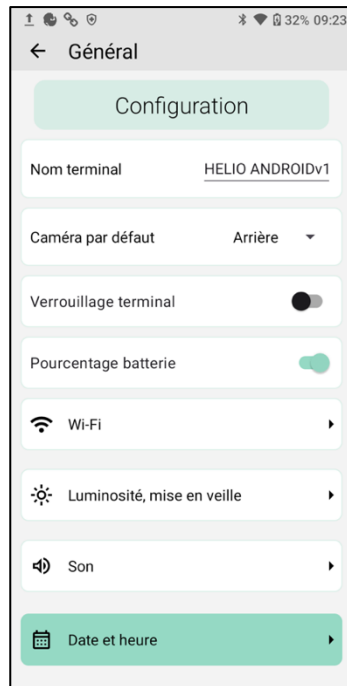 32% 09:23
Général
Configuration
Nom terminal HELIO ANDROIDv1
Caméra par défaut Arrière
Verrouillage terminal
Pourcentage batterie
Wi-Fi
Luminosité, mise en veille
Son
Date et heure